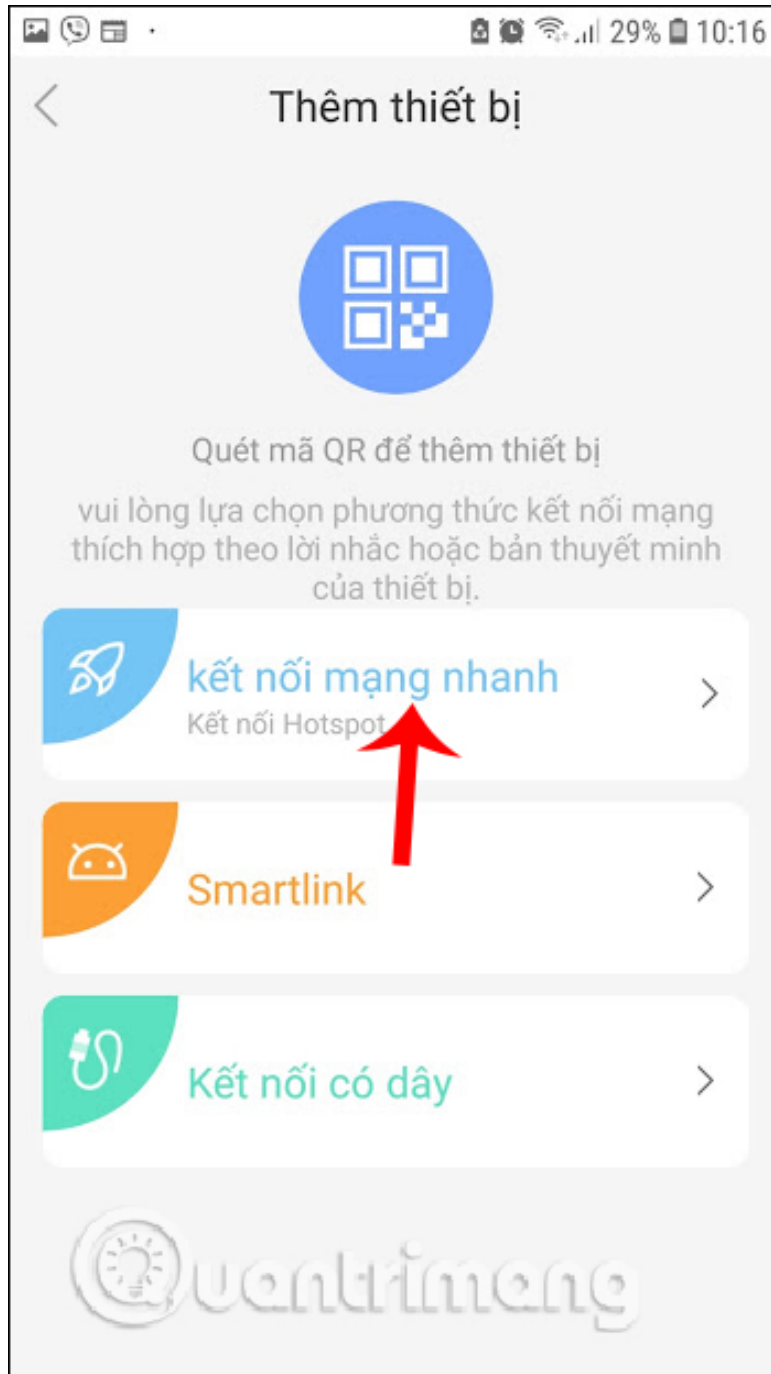 29% 10:16
Thêm thiết bị
Quét mã QR để thêm thiết bị
vui lòng lựa chọn phương thức kết nối mạng
thích hợp theo lời nhắc hoặc bản thuyết minh
của thiết bị.
kết nối mạng nhanh
Kết nối Hotspot
Smartlink
Kết nối có dây
Quantrimang